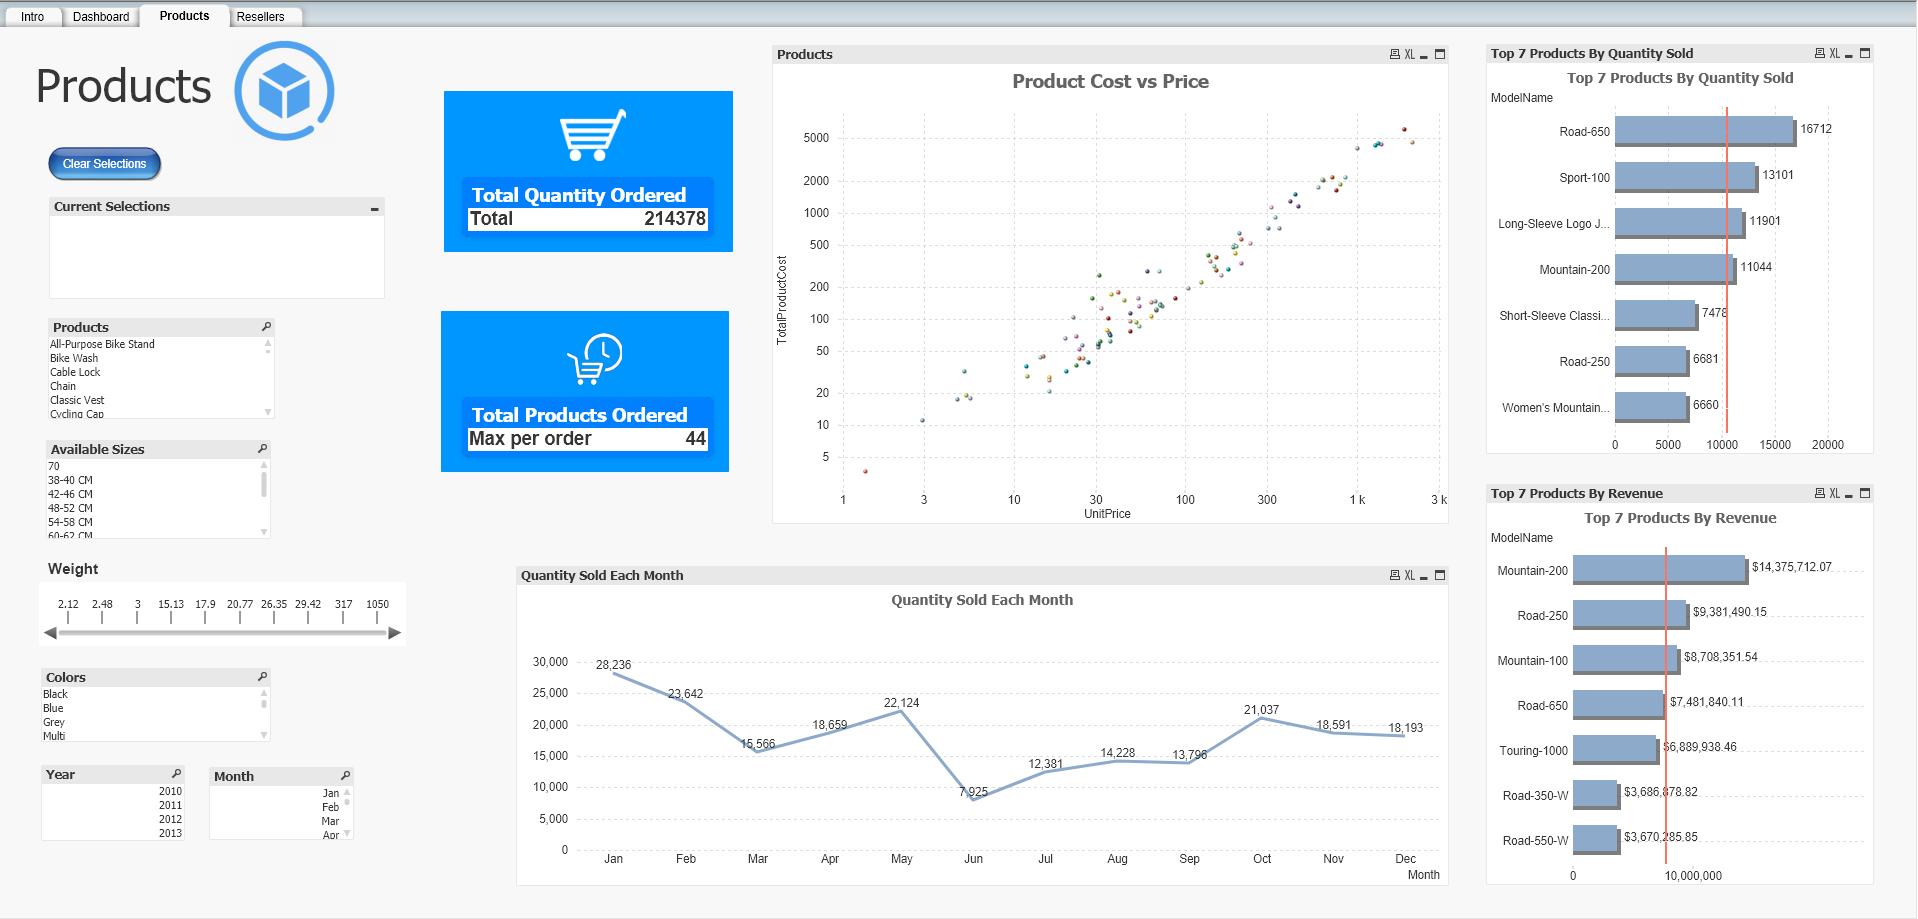 Intro Dashboard Products Resellers
Products
Clear Selections
Current Selections
Products
All-Purpose Bike Stand
Bike Wash
Cable Lock
Chain
Classic Vest
Cycling Cap
Available Sizes
70
38-40 CM
42-46 CM
48-52 CM
54-58 CM
60-62 CM
Weight
2.12 2.48 3 15.13 17.9 20.77 26.35 29.42 317 1050
Colors
Black
Blue
Grey
Multi
Year
2010
2011
2012
2013
Month
Jan
Feb
Mar
Apr
Total Quantity Ordered
Total 214378
Total Products Ordered
Max per order 44
Products XL
Product Cost vs Price
TotalProductCost
5000
2000
1000
500
200
100
50
20
10
5
1 3 10 30 100 300 1 k 3 k
UnitPrice
Quantity Sold Each Month XL
Quantity Sold Each Month
30,000
25,000
20,000
15,000
10,000
5,000
0
28,236 23,642 15,566 18,659 22,124 7,925 12,381 14,228 13,796 21,037 18,591 18,193
Jan Feb Mar Apr May Jun Jul Aug Sep Oct Nov Dec
Month
Top 7 Products By Quantity Sold XL
Top 7 Products By Quantity Sold
ModelName
Road-650 16712
Sport-100 13101
Long-Sleeve Logo J... 11901
Mountain-200 11044
Short-Sleeve Classi... 7478
Road-250 6681
Women's Mountain... 6660
0 5000 10000 15000 20000
Top 7 Products By Revenue XL
Top 7 Products By Revenue
ModelName
Mountain-200 $14,375,712.07
Road-250 $9,381,490.15
Mountain-100 $8,708,351.54
Road-650 $7,481,840.11
Touring-1000 $6,889,938.46
Road-350-W $3,686,878.82
Road-550-W $3,670,285.85
0 10,000,000